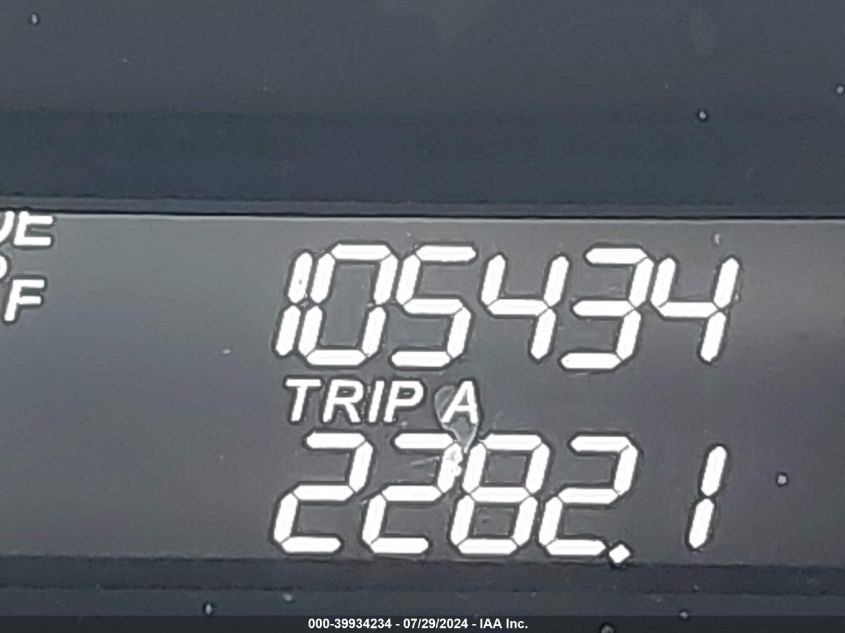 F
105434
TRIP A
2282.1
000-39934234 - 07/29/2024 - IAA Inc.